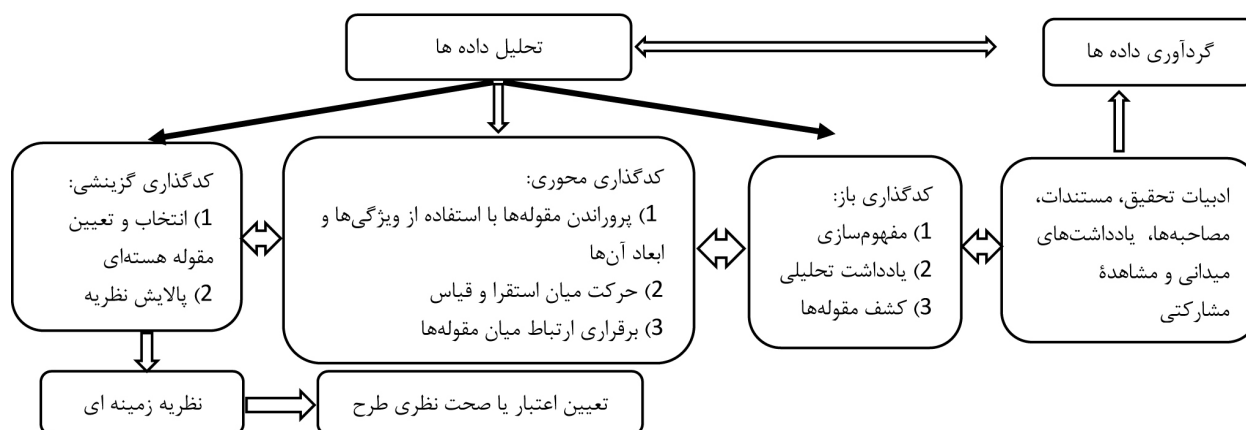 گردآوری داده ها
تحلیل داده ها
ادبیات تحقیق، مستندات،
مصاحبه‌ها، یادداشت‌های
میدانی و مشاهدهٔ
مشارکتی
کدگذاری باز:
1) مفهوم‌سازی
2) یادداشت تحلیلی
3) کشف مقوله‌ها
کدگذاری محوری:
1) پروراندن مقوله‌ها با استفاده از ویژگی‌ها و
ابعاد آن‌ها
2) حرکت میان استقرا و قیاس
3) برقراری ارتباط میان مقوله‌ها
کدگذاری گزینشی:
1) انتخاب و تعیین
مقوله هسته‌ای
2) پالایش نظریه
نظریه زمینه ای
تعیین اعتبار یا صحت نظری طرح